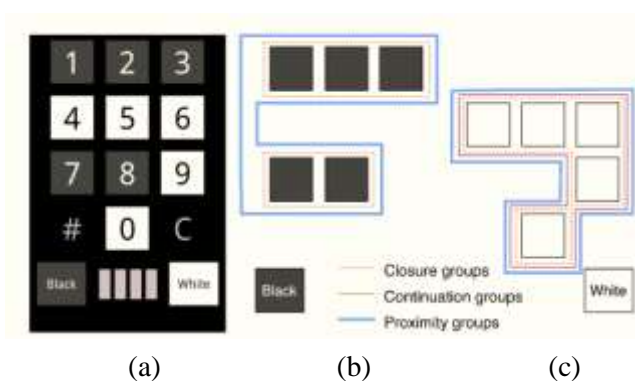 1 2 3
4 5 6
7 8 9
# 0 C
Black White
Black
Closure groups
Continuation groups
Proximity groups
White
(a) (b) (c)